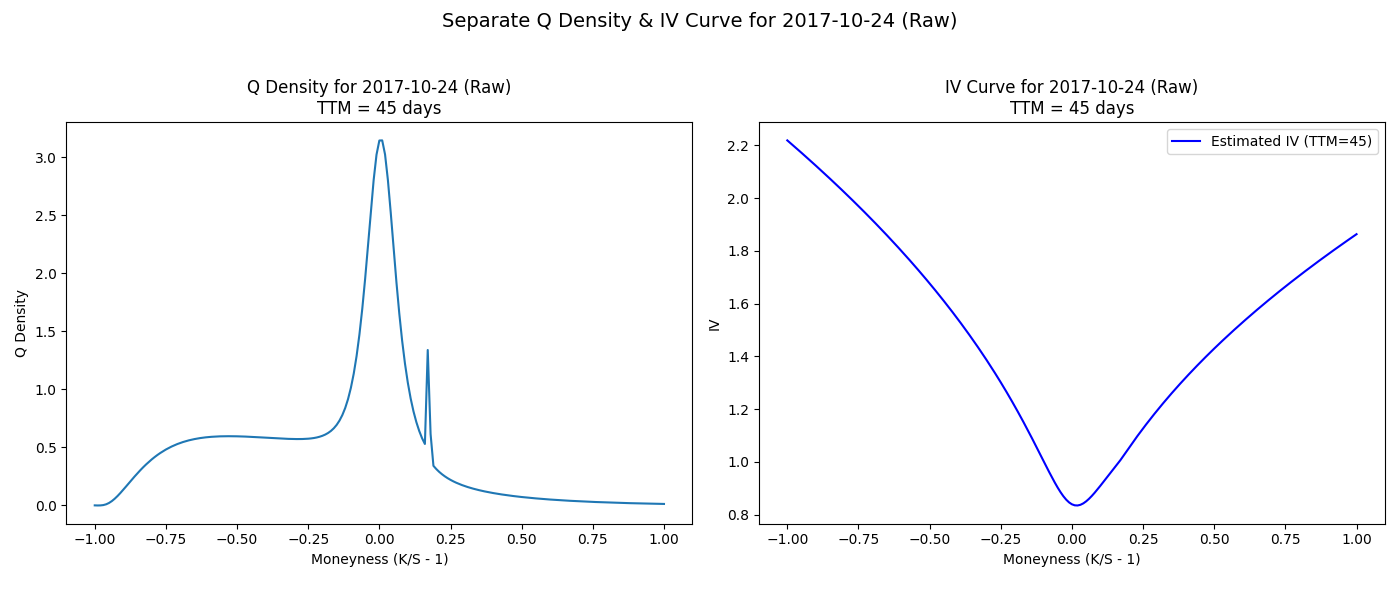 Separate Q Density & IV Curve for 2017-10-24 (Raw)
Q Density for 2017-10-24 (Raw)
TTM = 45 days
Q Density
3.0
2.5
2.0
1.5
1.0
0.5
0.0
−1.00 −0.75 −0.50 −0.25 0.00 0.25 0.50 0.75 1.00
Moneyness (K/S - 1)
IV Curve for 2017-10-24 (Raw)
TTM = 45 days
Estimated IV (TTM=45)
IV
2.2
2.0
1.8
1.6
1.4
1.2
1.0
0.8
−1.00 −0.75 −0.50 −0.25 0.00 0.25 0.50 0.75 1.00
Moneyness (K/S - 1)